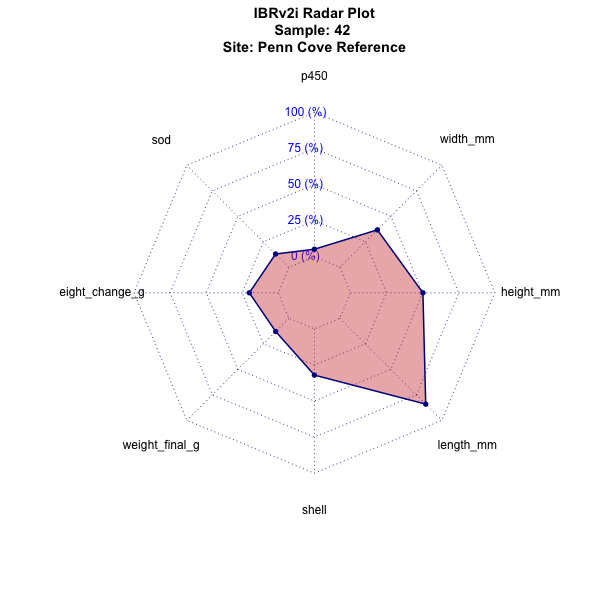 IBRv2i Radar Plot
Sample: 42
Site: Penn Cove Reference
p450
100 (%)
sod
width_mm
75 (%)
50 (%)
25 (%)
0 (%)
eight_change_g
height_mm
weight_final_g
length_mm
shell